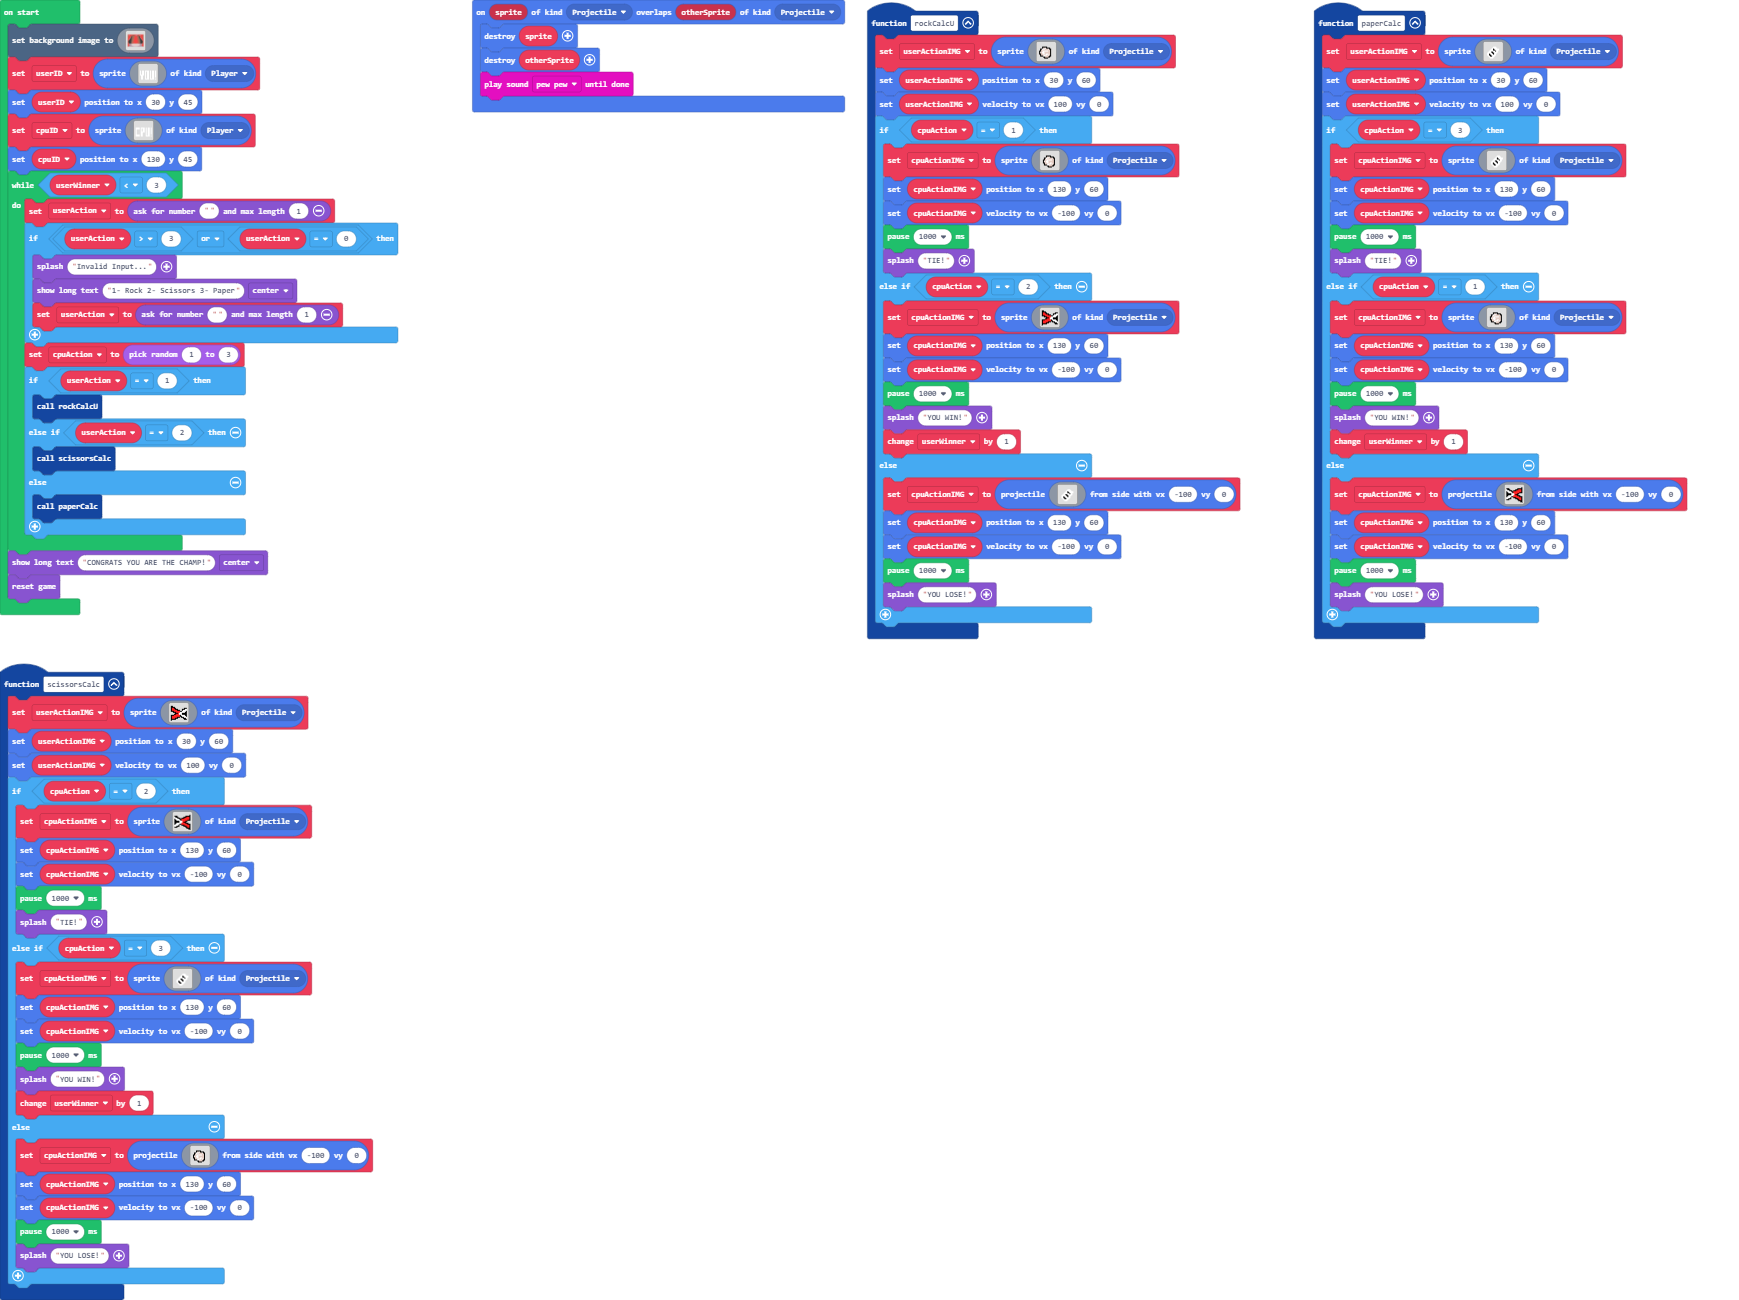 on start
set background image to
set userID to sprite YOU of kind Player
set userID position to x 30 y 45
set cpuID to sprite CPU of kind Player
set cpuID position to x 130 y 45
while userWinner < 3
do set userAction to ask for number "" and max length 1
if userAction > 3 or userAction = 0 then
splash "Invalid Input..."
show long text "1- Rock 2- Scissors 3- Paper" center
set userAction to ask for number "" and max length 1
set cpuAction to pick random 1 to 3
if userAction = 1 then
call rockCalcU
else if userAction = 2 then
call scissorsCalc
else
call paperCalc
show long text "CONGRATS YOU ARE THE CHAMP!" center
reset game
on sprite of kind Projectile overlaps otherSprite of kind Projectile
destroy sprite
destroy otherSprite
play sound pew pew until done
function rockCalcU
set userActionIMG to sprite of kind Projectile
set userActionIMG position to x 30 y 60
set userActionIMG velocity to vx 100 vy 0
if cpuAction = 1 then
set cpuActionIMG to sprite of kind Projectile
set cpuActionIMG position to x 130 y 60
set cpuActionIMG velocity to vx -100 vy 0
pause 1000 ms
splash "TIE!"
else if cpuAction = 2 then
set cpuActionIMG to sprite of kind Projectile
set cpuActionIMG position to x 130 y 60
set cpuActionIMG velocity to vx -100 vy 0
pause 1000 ms
splash "YOU WIN!"
change userWinner by 1
else
set cpuActionIMG to projectile from side with vx -100 vy 0
set cpuActionIMG position to x 130 y 60
set cpuActionIMG velocity to vx -100 vy 0
pause 1000 ms
splash "YOU LOSE!"
function paperCalc
set userActionIMG to sprite of kind Projectile
set userActionIMG position to x 30 y 60
set userActionIMG velocity to vx 100 vy 0
if cpuAction = 3 then
set cpuActionIMG to sprite of kind Projectile
set cpuActionIMG position to x 130 y 60
set cpuActionIMG velocity to vx -100 vy 0
pause 1000 ms
splash "TIE!"
else if cpuAction = 1 then
set cpuActionIMG to sprite of kind Projectile
set cpuActionIMG position to x 130 y 60
set cpuActionIMG velocity to vx -100 vy 0
pause 1000 ms
splash "YOU WIN!"
change userWinner by 1
else
set cpuActionIMG to projectile from side with vx -100 vy 0
set cpuActionIMG position to x 130 y 60
set cpuActionIMG velocity to vx -100 vy 0
pause 1000 ms
splash "YOU LOSE!"
function scissorsCalc
set userActionIMG to sprite of kind Projectile
set userActionIMG position to x 30 y 60
set userActionIMG velocity to vx 100 vy 0
if cpuAction = 2 then
set cpuActionIMG to sprite of kind Projectile
set cpuActionIMG position to x 130 y 60
set cpuActionIMG velocity to vx -100 vy 0
pause 1000 ms
splash "TIE!"
else if cpuAction = 3 then
set cpuActionIMG to sprite of kind Projectile
set cpuActionIMG position to x 130 y 60
set cpuActionIMG velocity to vx -100 vy 0
pause 1000 ms
splash "YOU WIN!"
change userWinner by 1
else
set cpuActionIMG to projectile from side with vx -100 vy 0
set cpuActionIMG position to x 130 y 60
set cpuActionIMG velocity to vx -100 vy 0
pause 1000 ms
splash "YOU LOSE!"